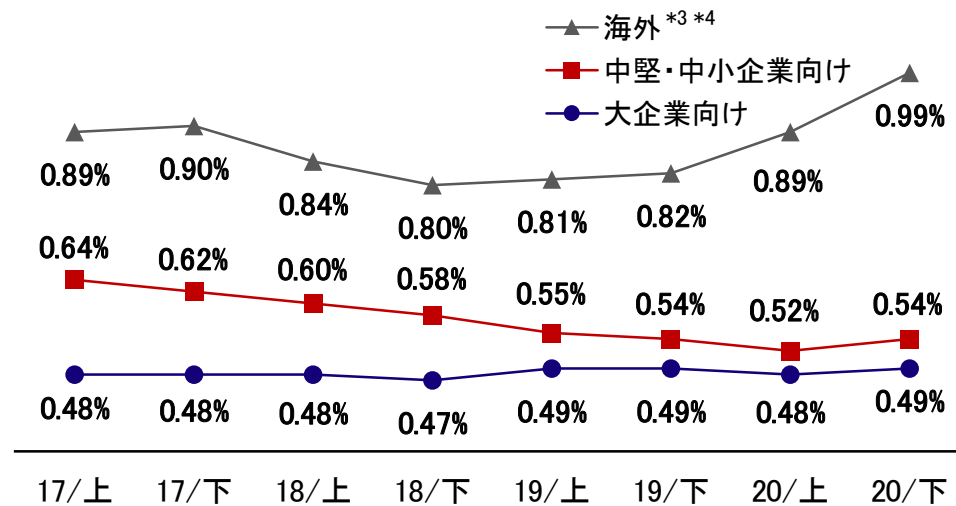 海外*3 *4
中堅・中小企業向け
大企業向け
0.89% 0.90% 0.84% 0.80% 0.81% 0.82% 0.89% 0.99%
0.64% 0.62% 0.60% 0.58% 0.55% 0.54% 0.52% 0.54%
0.48% 0.48% 0.48% 0.47% 0.49% 0.49% 0.48% 0.49%
17/上 17/下 18/上 18/下 19/上 19/下 20/上 20/下